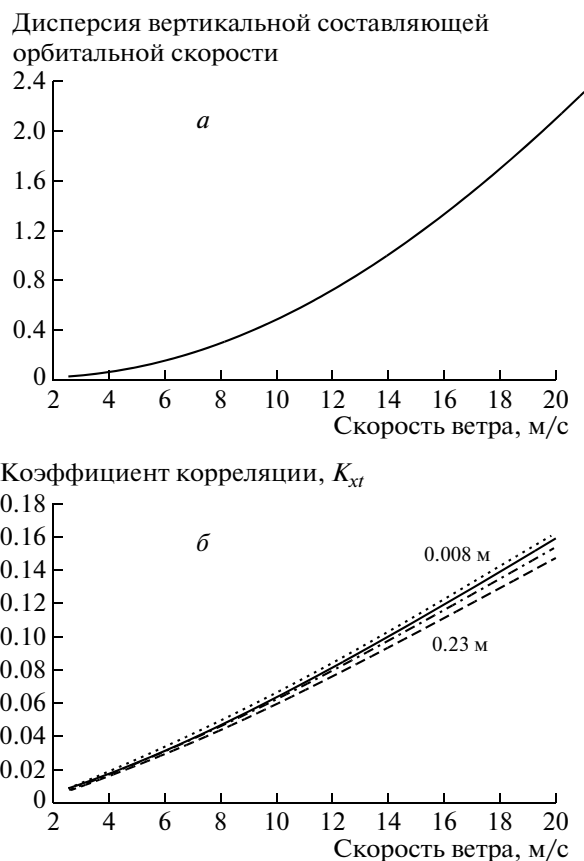 Дисперсия вертикальной составляющей
орбитальной скорости
2.4
2.0
1.6
1.2
0.8
0.4
0
а
2 4 6 8 10 12 14 16 18 20
Скорость ветра, м/с
Коэффициент корреляции, Kxt
0.18
0.16
0.14
0.12
0.10
0.08
0.06
0.04
0.02
0
б
0.008 м
0.23 м
2 4 6 8 10 12 14 16 18 20
Скорость ветра, м/с